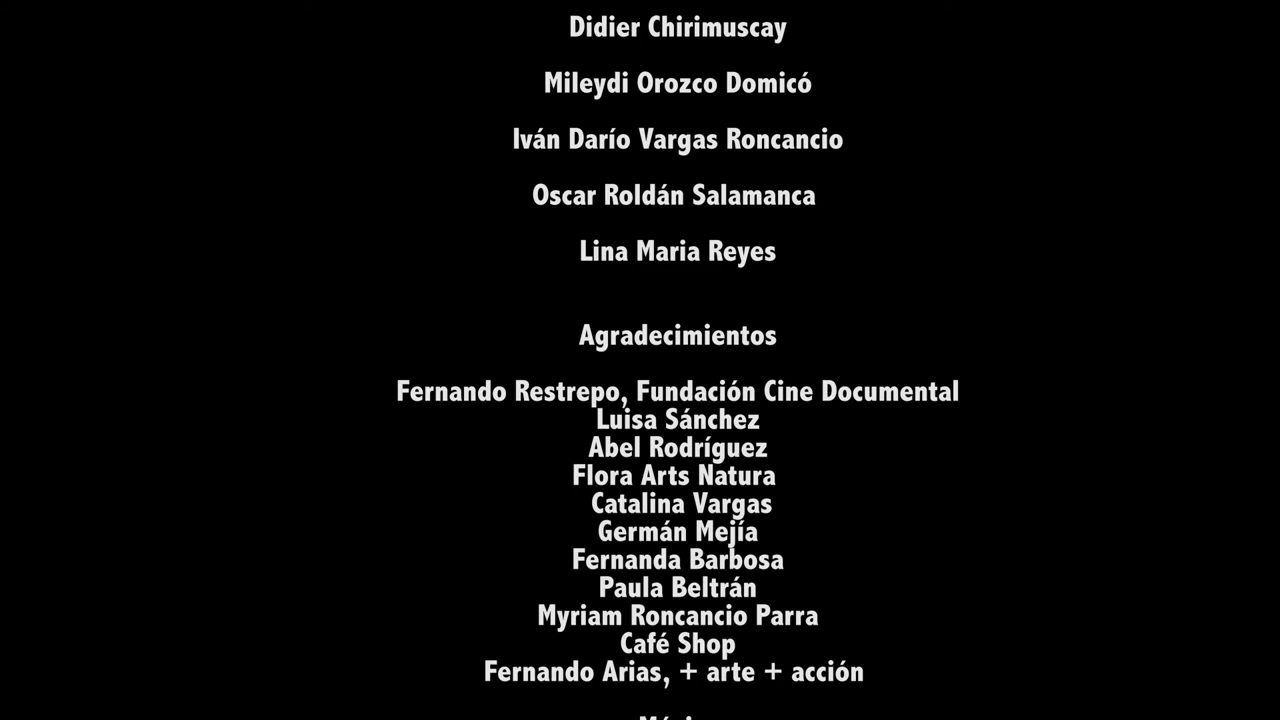 Didier Chirimuscay
Mileydi Orozco Domicó
Iván Darío Vargas Roncancio
Oscar Roldán Salamanca
Lina Maria Reyes
Agradecimientos
Fernando Restrepo, Fundación Cine Documental
Luisa Sánchez
Abel Rodríguez
Flora Arts Natura
Catalina Vargas
Germán Mejía
Fernanda Barbosa
Paula Beltrán
Myriam Roncancio Parra
Café Shop
Fernando Arias, + arte + acción